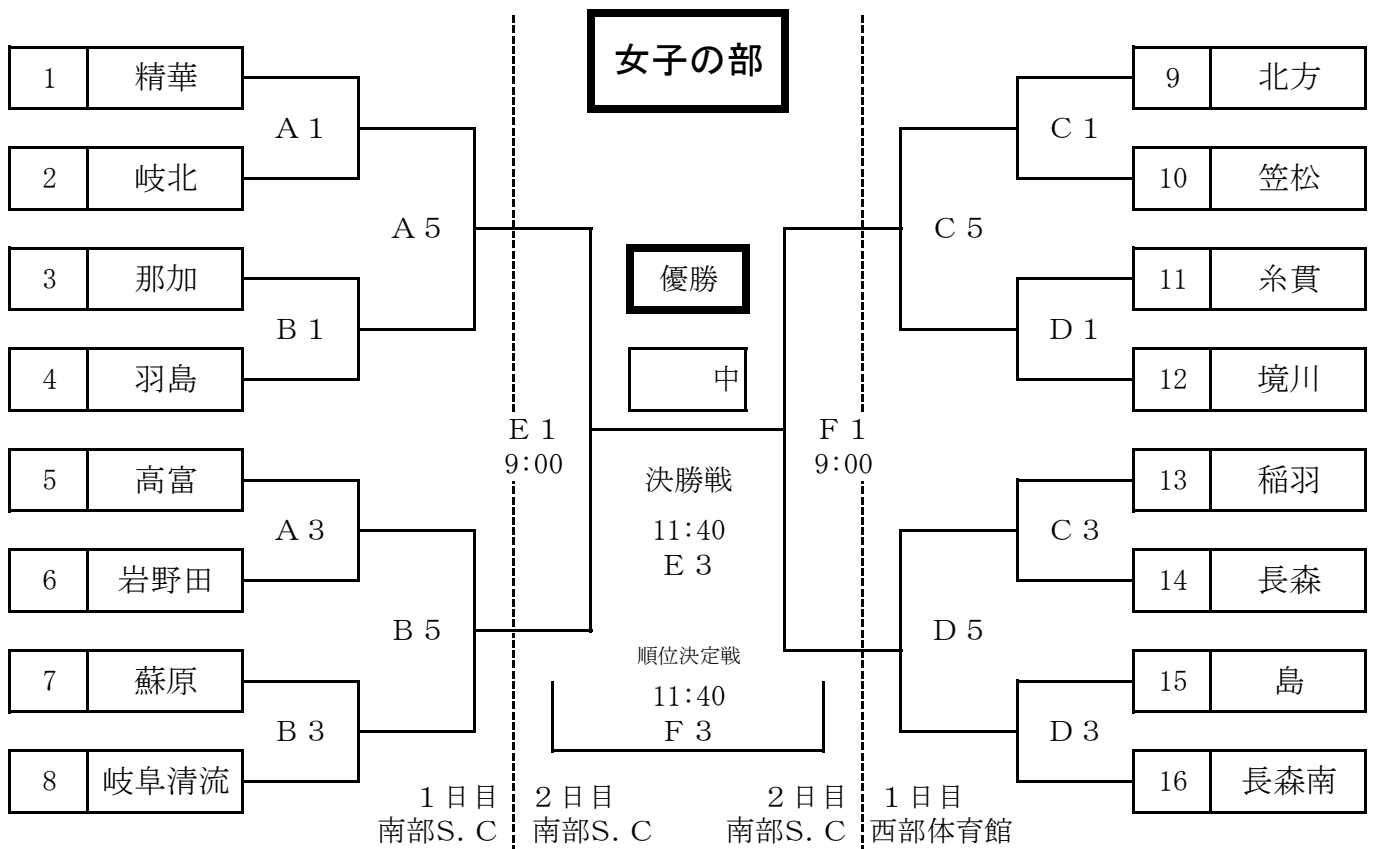 女子の部
1 精華
A 1
2 岐北
A 5
3 那加
B 1
4 羽島
E 1
9:00
5 高富
A 3
6 岩野田
B 5
7 蘇原
B 3
8 岐阜清流
1日目
南部S. C
優勝
中
決勝戦
11:40
E 3
順位決定戦
11:40
F 3
2日目
南部S. C
2日目
南部S. C
9 北方
C 1
10 笠松
C 5
11 糸貫
D 1
12 境川
F 1
9:00
13 稲羽
C 3
14 長森
D 5
15 島
D 3
16 長森南
1日目
西部体育館